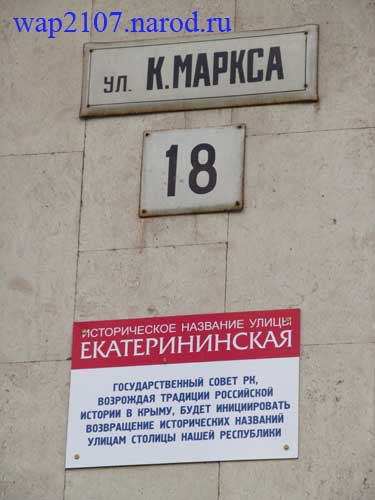 wap2107.narod.ru
ул. К.МАРКСА
18
ИСТОРИЧЕСКОЕ НАЗВАНИЕ УЛИЦЫ
ЕКАТЕРИНИНСКАЯ
ГОСУДАРСТВЕННЫЙ СОВЕТ РК,
ВОЗРОЖДАЯ ТРАДИЦИИ РОССИЙСКОЙ
ИСТОРИИ В КРЫМУ, БУДЕТ ИНИЦИИРОВАТЬ
ВОЗВРАЩЕНИЕ ИСТОРИЧЕСКИХ НАЗВАНИЙ
УЛИЦАМ СТОЛИЦЫ НАШЕЙ РЕСПУБЛИКИ